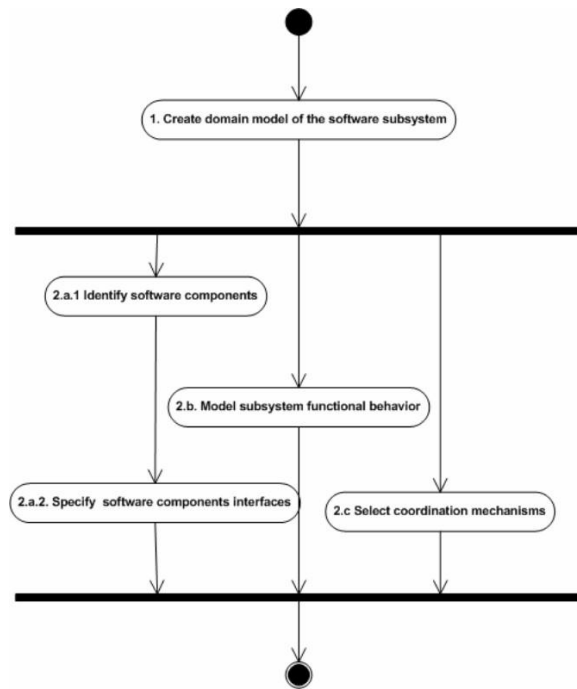 1. Create domain model of the software subsystem
2.a.1 Identify software components
2.b. Model subsystem functional behavior
2.a.2. Specify software components interfaces
2.c Select coordination mechanisms